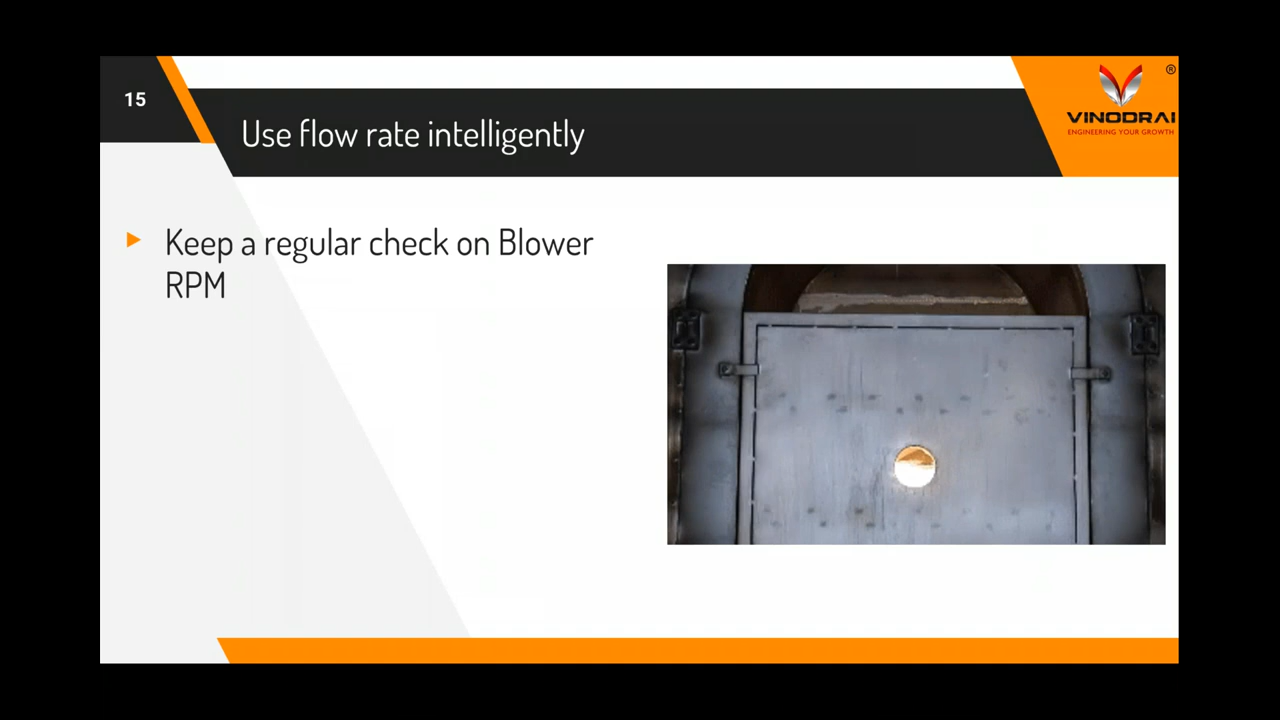 15
Use flow rate intelligently
®
VINODRAI
ENGINEERING YOUR GROWTH
Keep a regular check on Blower
RPM